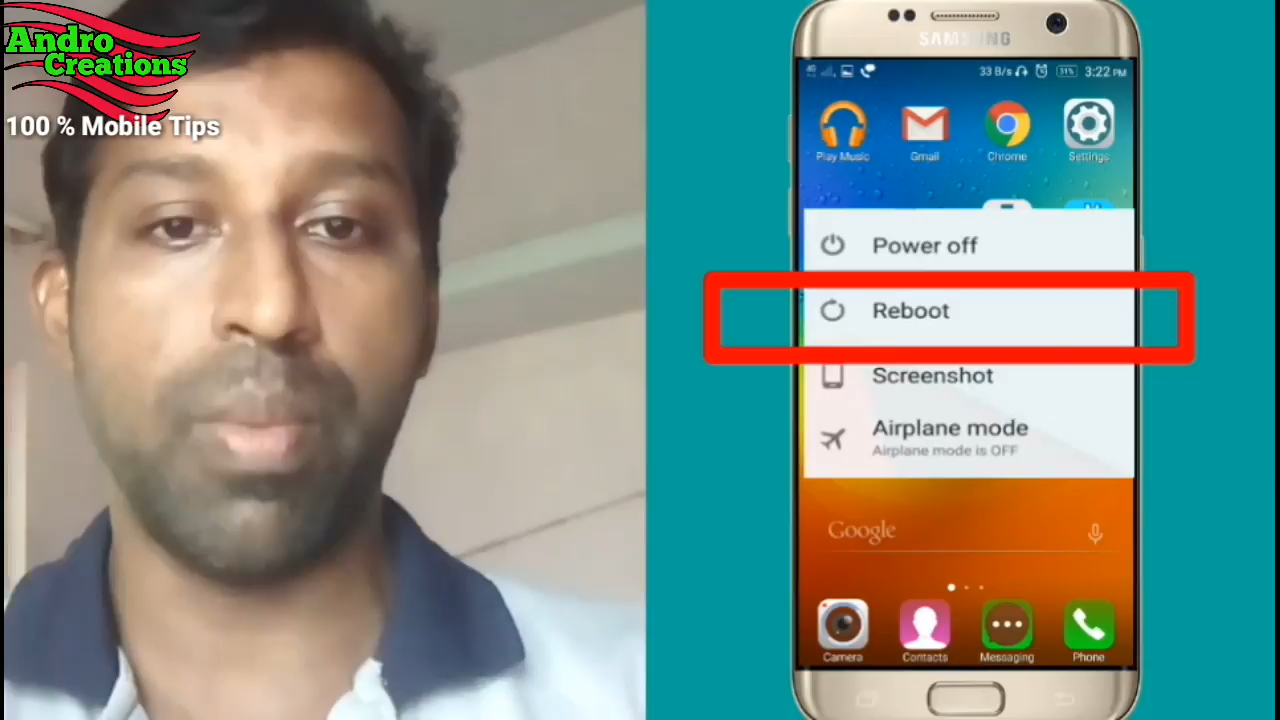 Andro
Creations
100 % Mobile Tips
SAMSUNG
33 B/s 31% 3:22 PM
Play Music
Gmail
Chrome
Settings
Power off
Reboot
Screenshot
Airplane mode
Airplane mode is OFF
Google
Camera
Contacts
Messaging
Phone